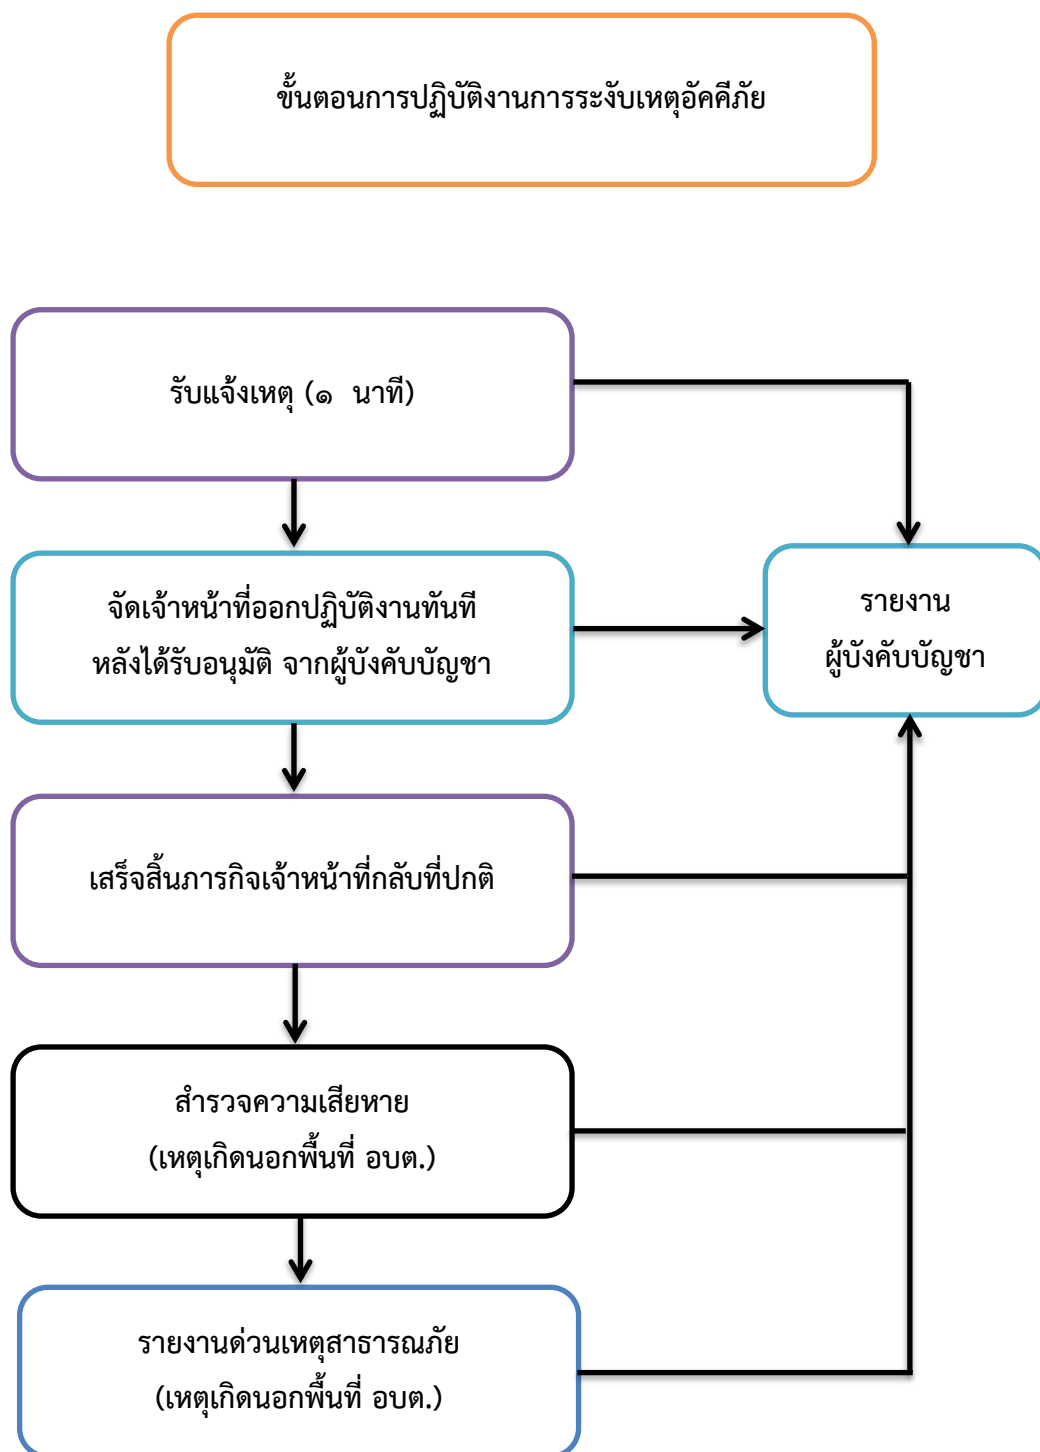 ขั้นตอนการปฏิบัติงานการระงับเหตุอัคคีภัย
รับแจ้งเหตุ (๑ นาที)
จัดเจ้าหน้าที่ออกปฏิบัติงานทันที
หลังได้รับอนุมัติ จากผู้บังคับบัญชา
รายงาน
ผู้บังคับบัญชา
เสร็จสิ้นภารกิจเจ้าหน้าที่กลับที่ปกติ
สำรวจความเสียหาย
(เหตุเกิดนอกพื้นที่ อบต.)
รายงานด่วนเหตุสาธารณภัย
(เหตุเกิดนอกพื้นที่ อบต.)